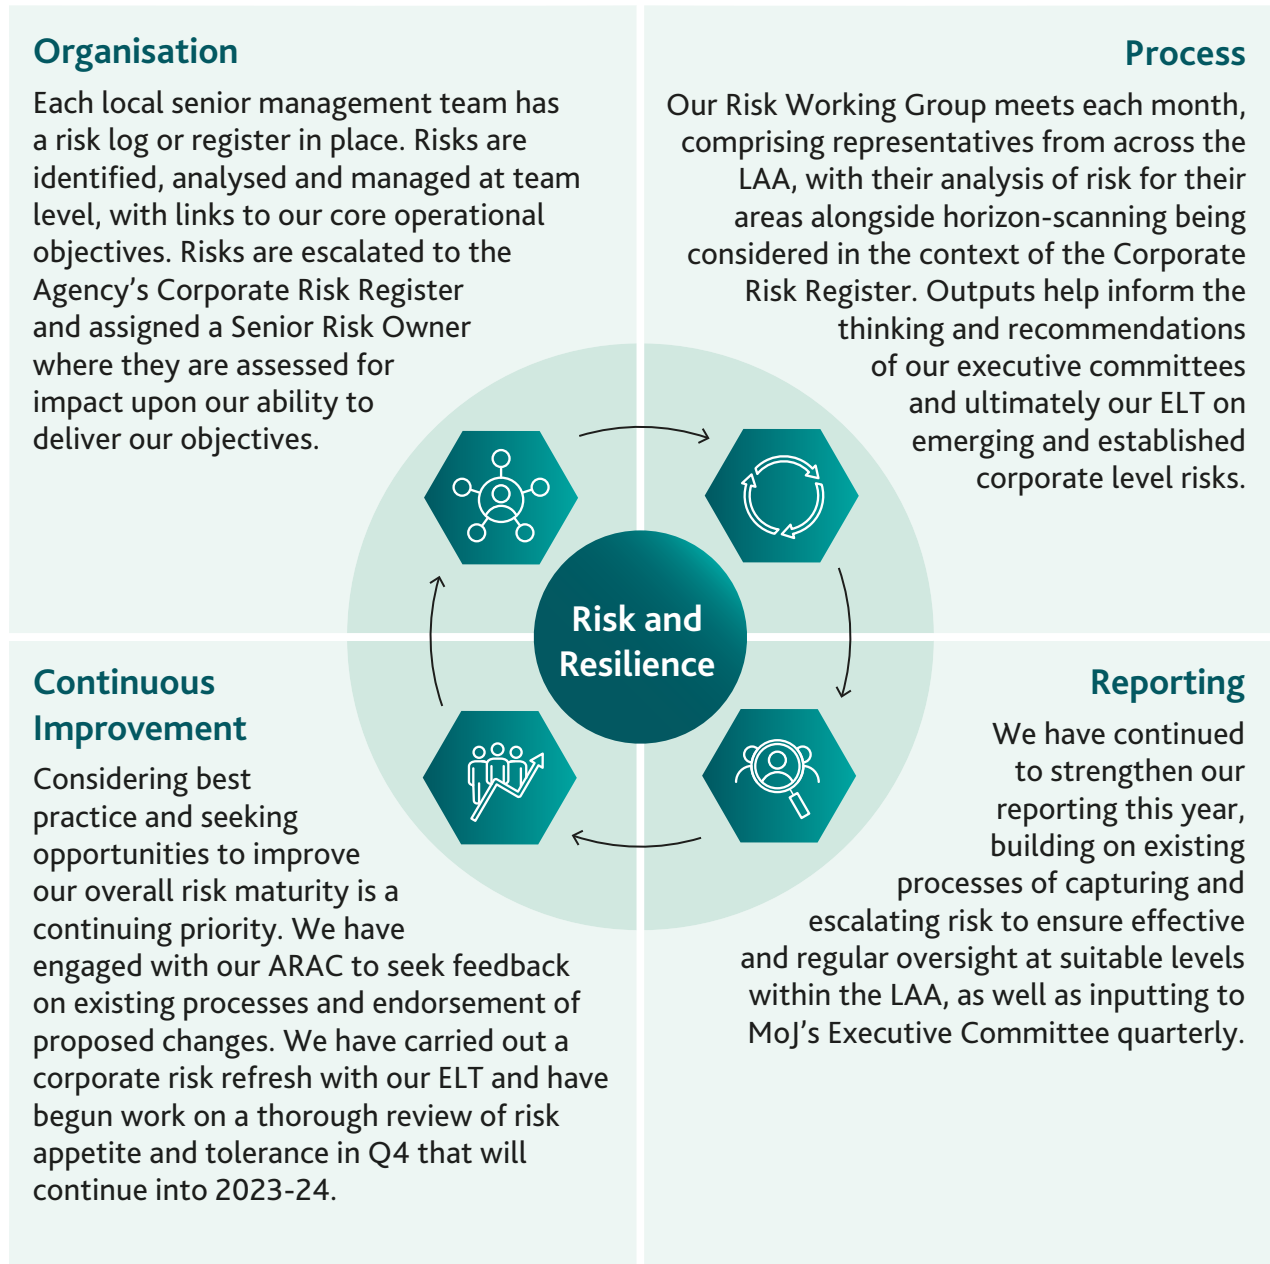 Organisation
Each local senior management team has
a risk log or register in place. Risks are
identified, analysed and managed at team
level, with links to our core operational
objectives. Risks are escalated to the
Agency's Corporate Risk Register
and assigned a Senior Risk Owner
where they are assessed for
impact upon our ability to
deliver our objectives.
Process
Our Risk Working Group meets each month,
comprising representatives from across the
LAA, with their analysis of risk for their
areas alongside horizon-scanning being
considered in the context of the Corporate
Risk Register. Outputs help inform the
thinking and recommendations
of our executive committees
and ultimately our ELT on
emerging and established
corporate level risks.
Risk and
Resilience
Continuous
Improvement
Considering best
practice and seeking
opportunities to improve
our overall risk maturity is a
continuing priority. We have
engaged with our ARAC to seek feedback
on existing processes and endorsement of
proposed changes. We have carried out a
corporate risk refresh with our ELT and have
begun work on a thorough review of risk
appetite and tolerance in Q4 that will
continue into 2023-24.
Reporting
We have continued
to strengthen our
reporting this year,
building on existing
processes of capturing and
escalating risk to ensure effective
and regular oversight at suitable levels
within the LAA, as well as inputting to
MoJ's Executive Committee quarterly.